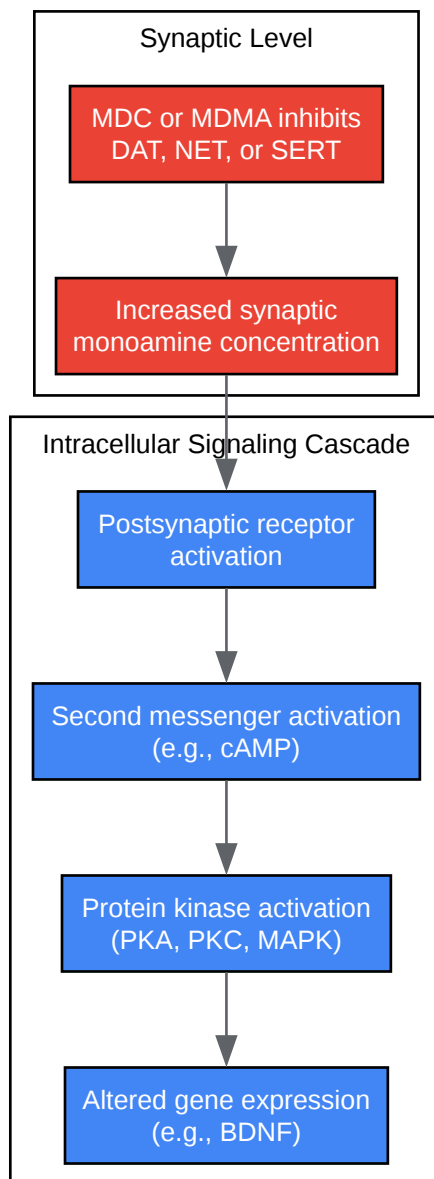 Synaptic Level
MDC or MDMA inhibits
DAT, NET, or SERT
Increased synaptic
monoamine concentration
Intracellular Signaling Cascade
Postsynaptic receptor
activation
Second messenger activation
(e.g., cAMP)
Protein kinase activation
(PKA, PKC, MAPK)
Altered gene expression
(e.g., BDNF)